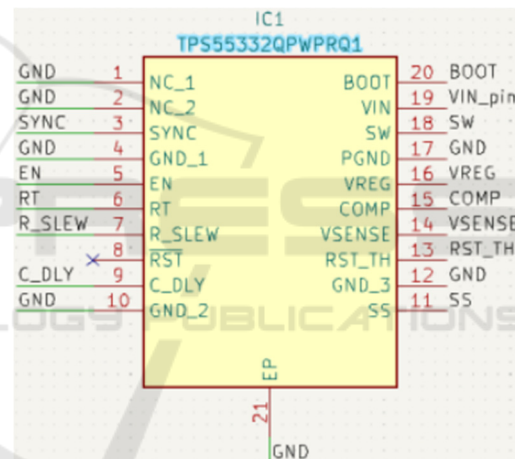 IC1
TPS55332QPWPRQ1
GND 1 NC_1 BOOT 20 BOOT
GND 2 NC_2 VIN 19 VIN_pin
SYNC 3 SYNC SW 18 SW
GND 4 GND_1 PGND 17 GND
EN 5 EN VREG 16 VREG
RT 6 RT COMP 15 COMP
R_SLEW 7 R_SLEW VSENSE 14 VSENSE
8 RST RST_TH 13 RST_TH
C_DLY 9 C_DLY GND_3 12 GND
GND 10 GND_2 SS 11 SS
LOGY PUBLICATIONS
EP
21
GND